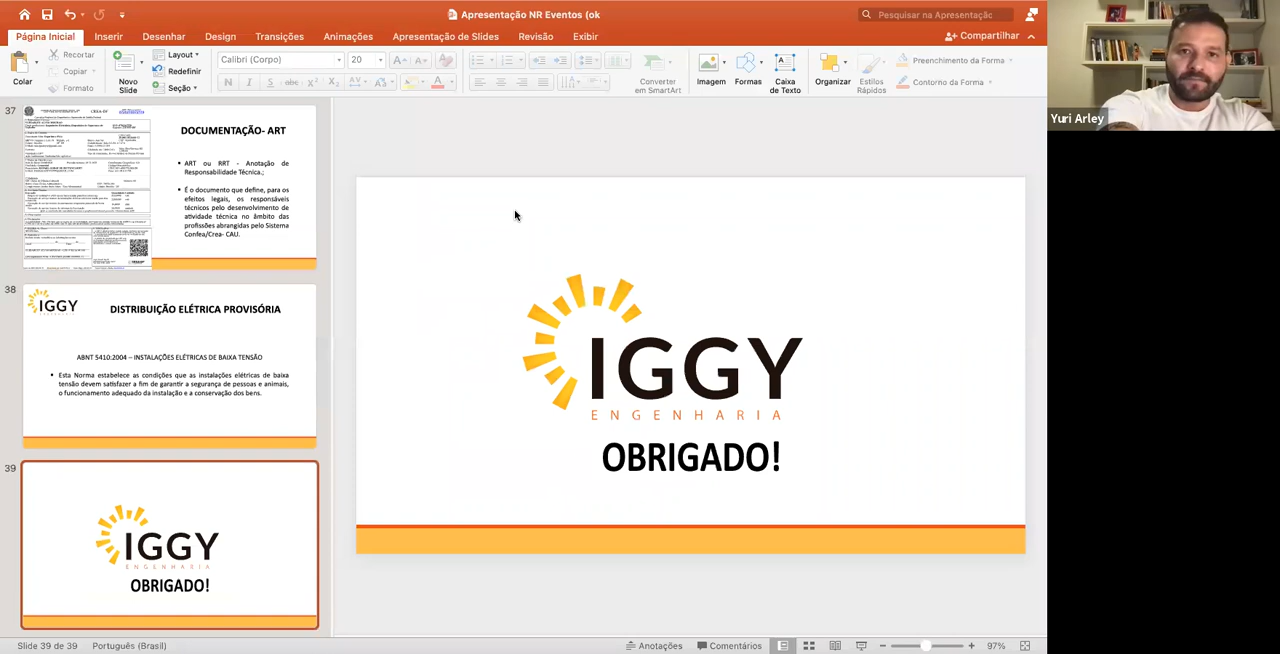 Apresentação NR Eventos (ok
Pesquisar na Apresentação
Página Inicial
Inserir
Desenhar
Design
Transições
Animações
Apresentação de Slides
Revisão
Exibir
Compartilhar
Colar
Recortar
Copiar
Formato
Novo
Slide
Layout
Redefinir
Seção
Calibri (Corpo)
20
Converter
em SmartArt
Imagem
Formas
Caixa
de Texto
Organizar
Estilos
Rápidos
Preenchimento da Forma
Contorno da Forma
Yuri Arley
37
DOCUMENTAÇÃO- ART
▪ ART ou RRT - Anotação de
Responsabilidade Técnica.;
▪ É o documento que define, para os
efeitos legais, os responsáveis
técnicos pelo desenvolvimento de
atividade técnica no âmbito das
profissões abrangidas pelo Sistema
Confea/Crea- CAU.
38
IGGY
DISTRIBUIÇÃO ELÉTRICA PROVISÓRIA
ABNT 5410:2004 – INSTALAÇÕES ELÉTRICAS DE BAIXA TENSÃO
▪ Esta Norma estabelece as condições que as instalações elétricas de baixa
tensão devem satisfazer a fim de garantir a segurança de pessoas e animais,
o funcionamento adequado da instalação e a conservação dos bens.
39
IGGY
ENGENHARIA
OBRIGADO!
IGGY
ENGENHARIA
OBRIGADO!
Slide 39 de 39
Português (Brasil)
Anotações
Comentários
97%